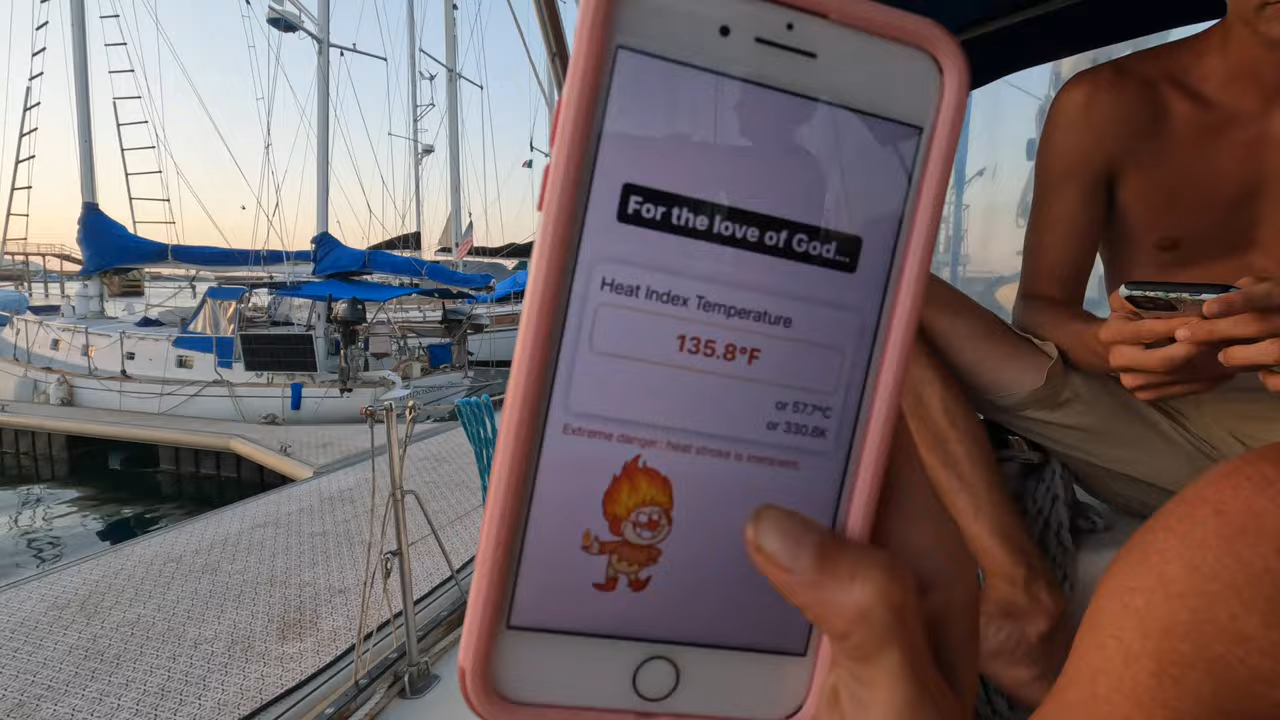 For the love of God...
Heat Index Temperature
135.8°F
or 57.7°C
or 330.8K
Extreme danger: heat stroke is imminent.